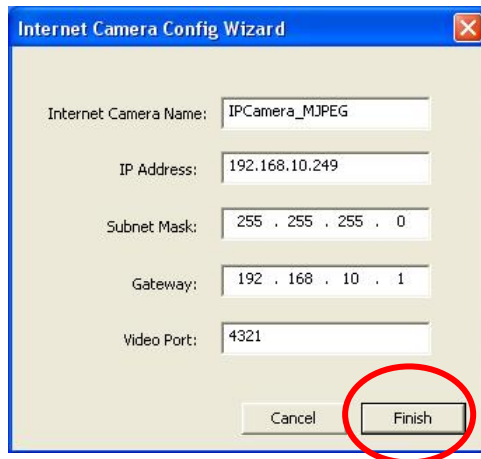 Internet Camera Config Wizard
Internet Camera Name: IPCamera_MJPEG
IP Address: 192.168.10.249
Subnet Mask: 255 . 255 . 255 . 0
Gateway: 192 . 168 . 10 . 1
Video Port: 4321
Cancel Finish